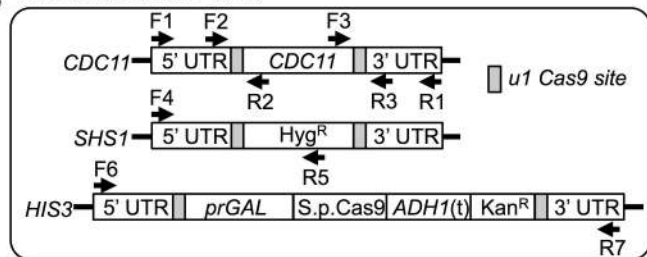 F1 F2 F3
CDC11 5' UTR CDC11 3' UTR
u1 Cas9 site
R2 R3 R1
F4
SHS1 5' UTR Hygᴿ 3' UTR
R5
F6
HIS3 5' UTR prGAL S.p.Cas9 ADH1(t) Kanᴿ 3' UTR
R7